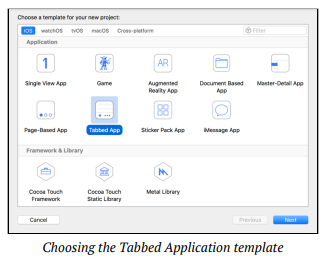 Choose a template for your new project:
iOS watchOS tvOS macOS Cross-platform Filter
Application
1
Single View App Game Augmented Reality App Document Based App Master-Detail App
AR
Page-Based App Tabbed App Sticker Pack App iMessage App
Framework & Library
Cocoa Touch Framework Cocoa Touch Static Library Metal Library
Cancel Previous Next
Choosing the Tabbed Application template